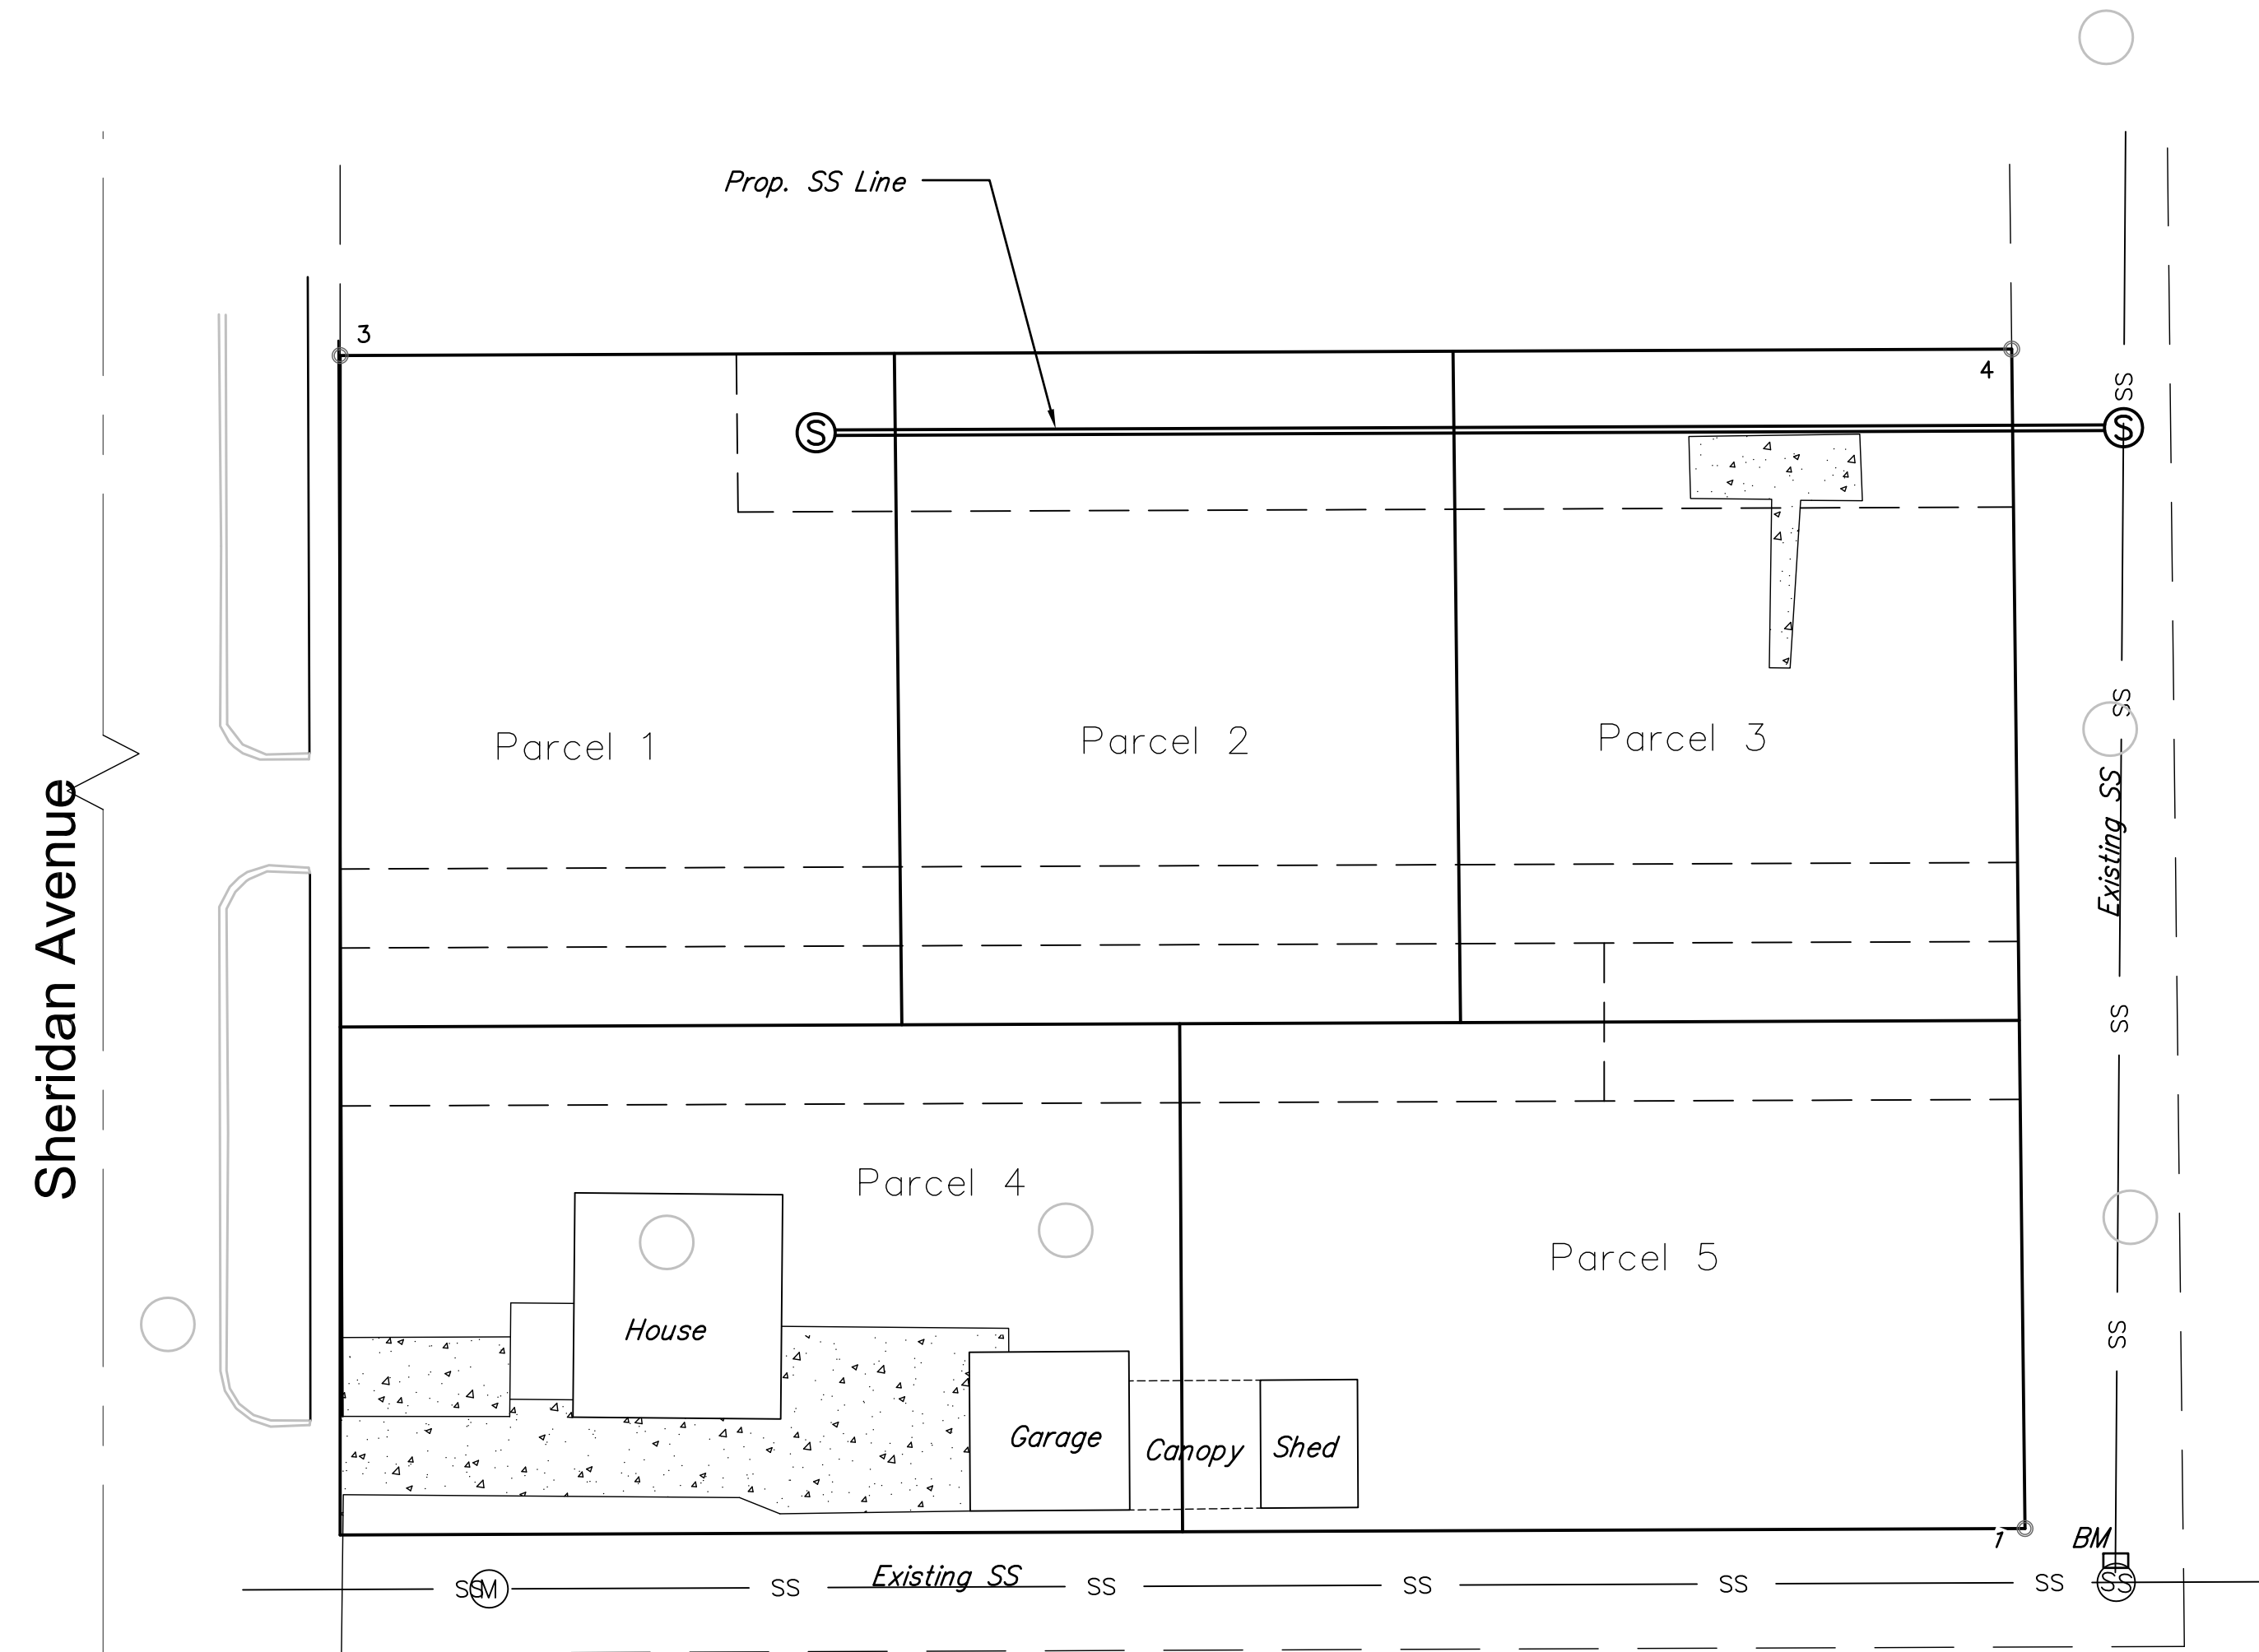 Prop. SS Line
3
4
SS
S
S
SS
Parcel 1
Parcel 2
Parcel 3
Existing SS
Sheridan Avenue
SS
Parcel 4
Parcel 5
House
SS
Garage
Canopy
Shed
1
BM
Existing SS
SS
M
SS
SS
SS
SS
SS
SS